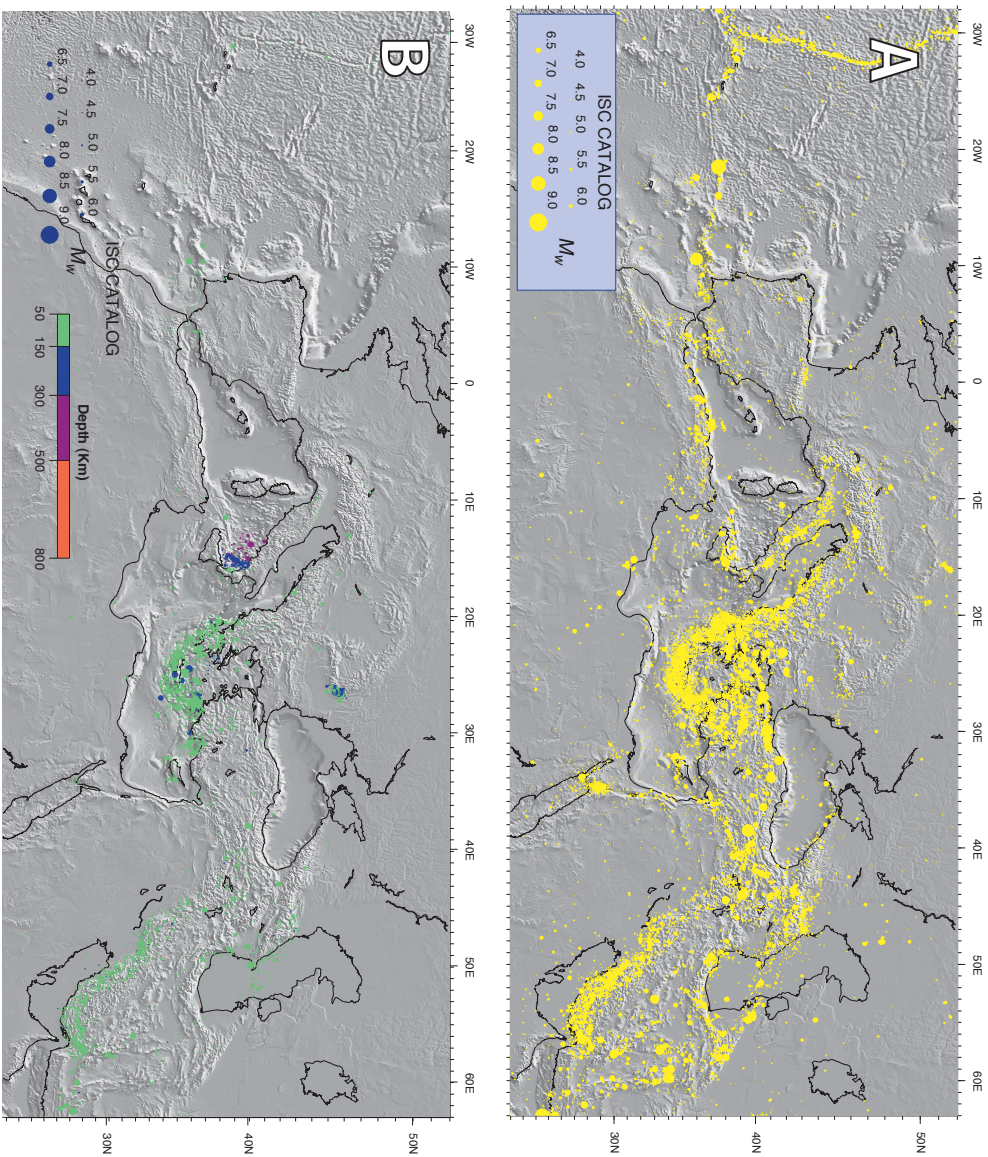 A
30W 20W 10W 0 10E 20E 30E 40E 50E 60E
50N
40N
30N
ISC CATALOG
4.0 4.5 5.0 5.5 6.0
6.5 7.0 7.5 8.0 8.5 9.0
Mw
B
30W 20W 10W 0 10E 20E 30E 40E 50E 60E
50N
40N
30N
ISC CATALOG
4.0 4.5 5.0 5.5 6.0
6.5 7.0 7.5 8.0 8.5 9.0
Mw
Depth (Km)
50 150 300 500 800